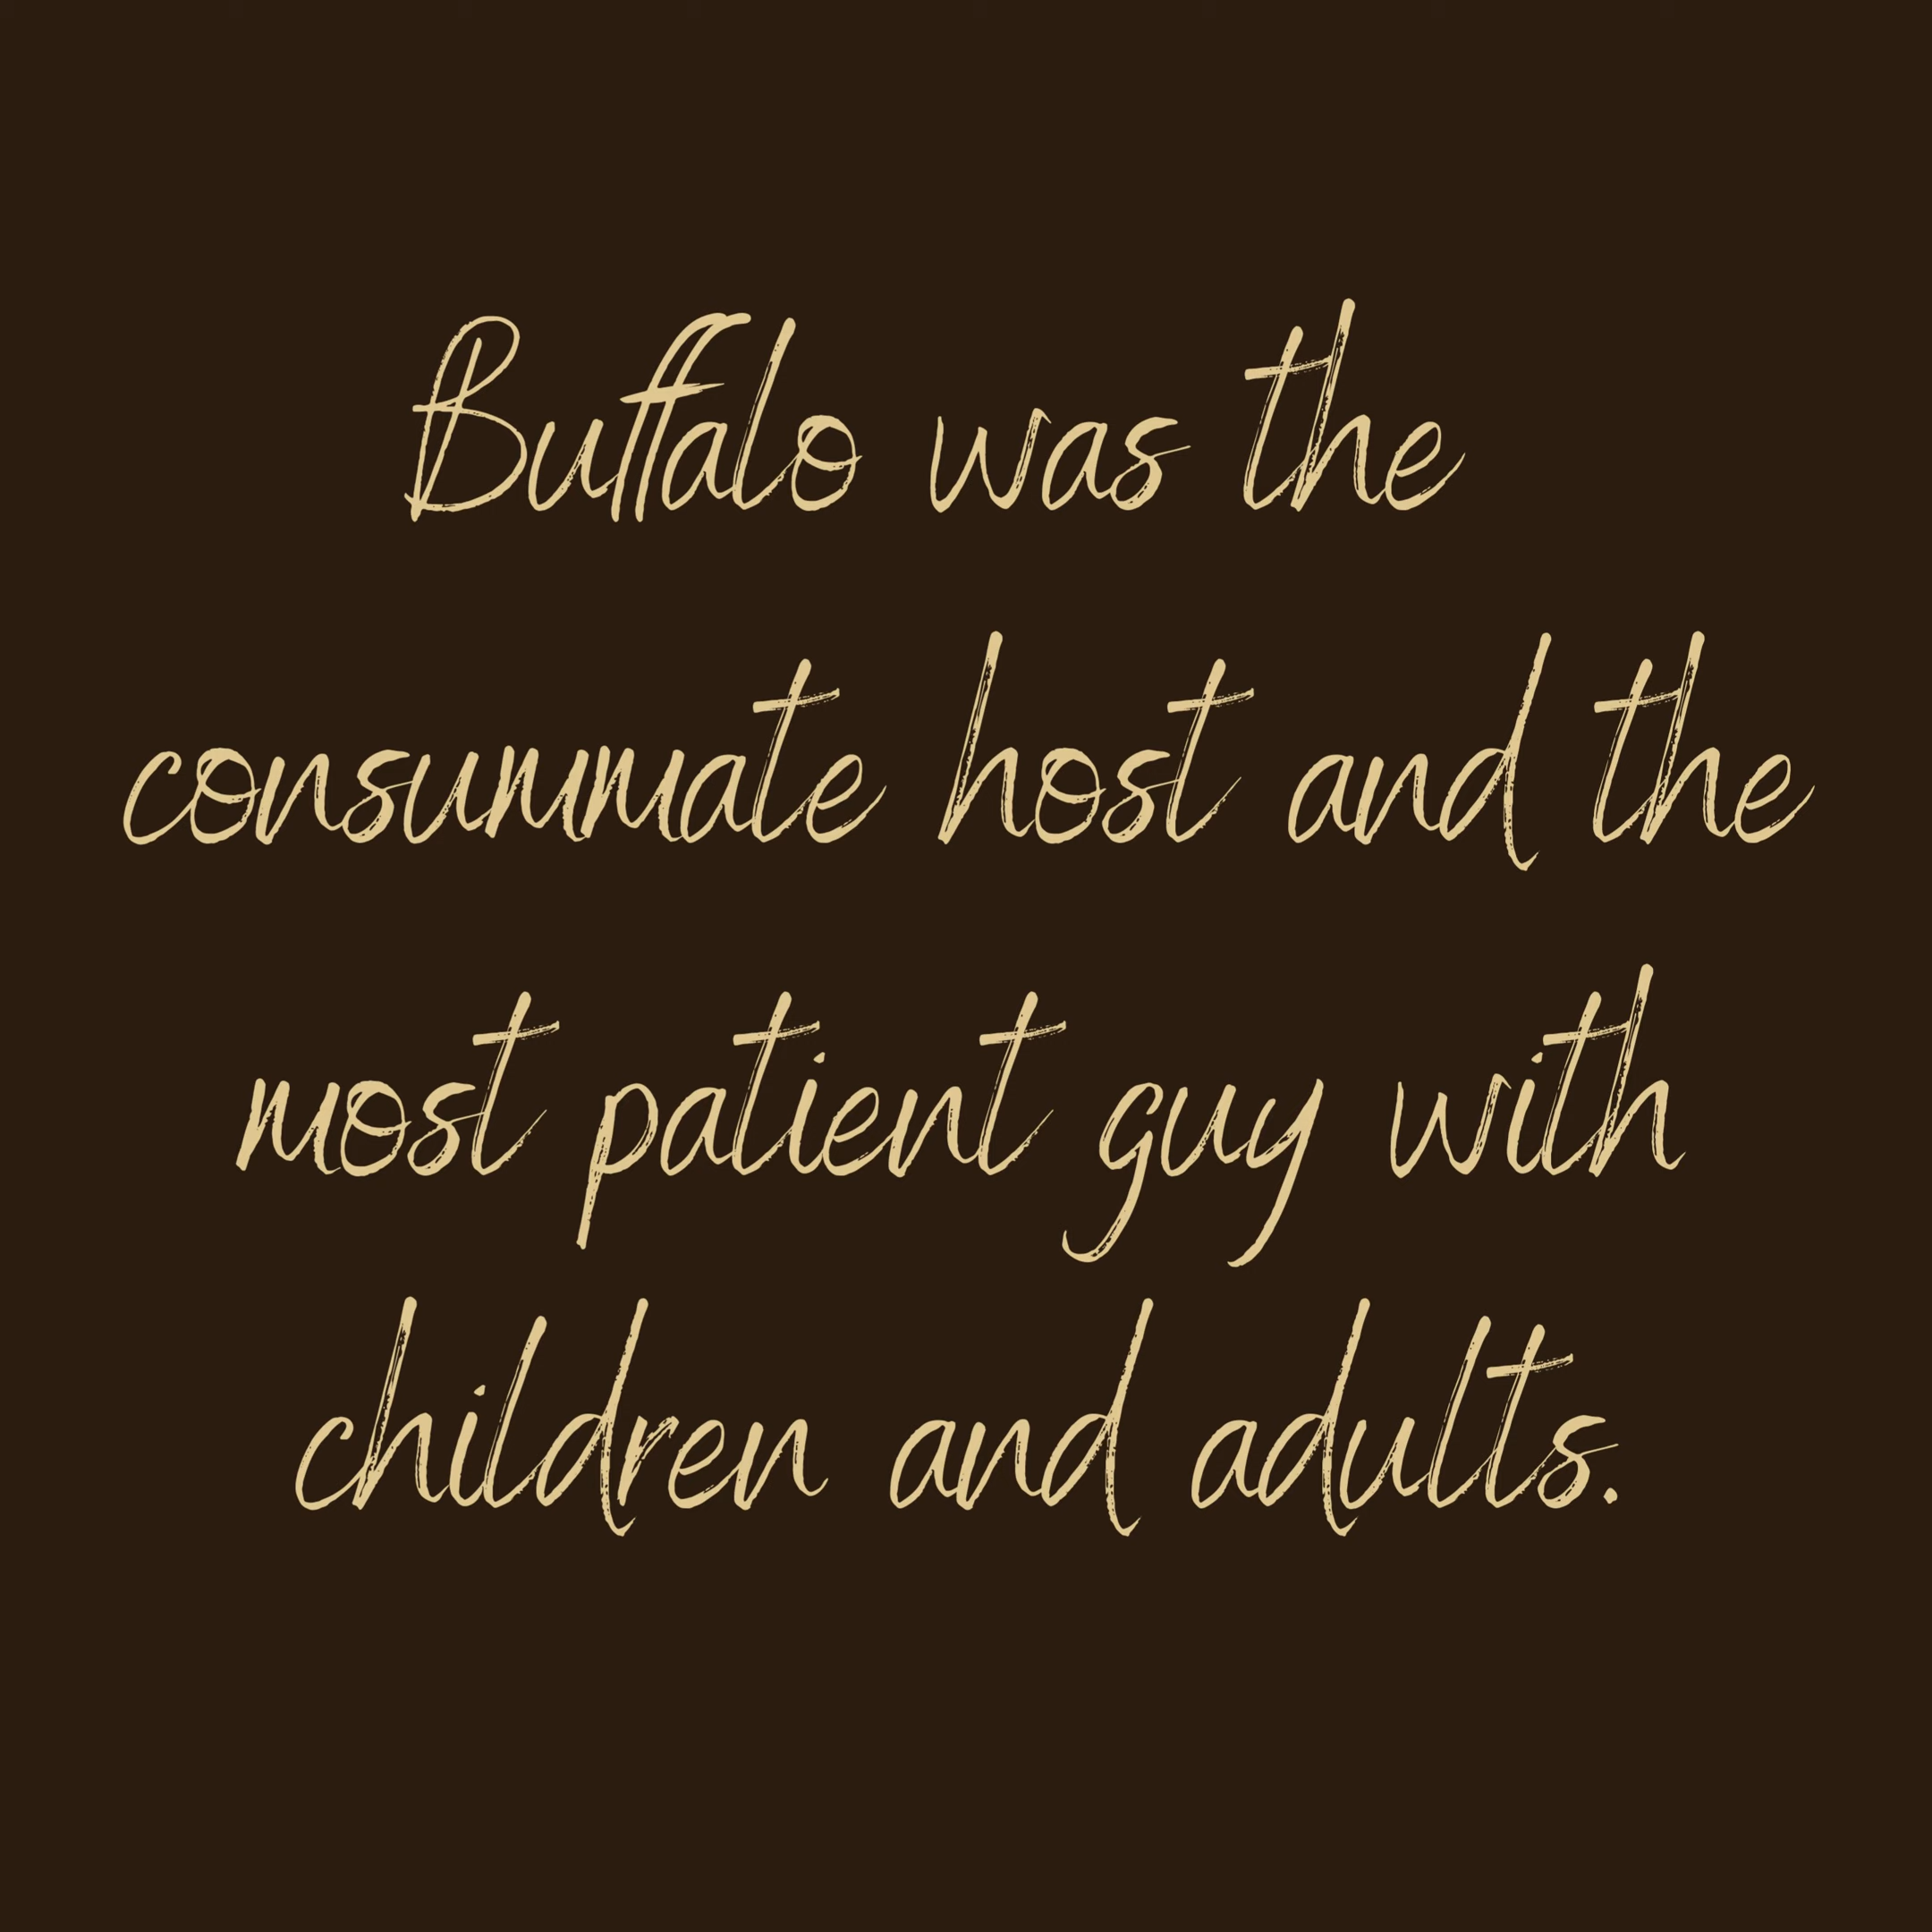 Buffalo was the
consummate host and the
most patient guy with
children and adults.